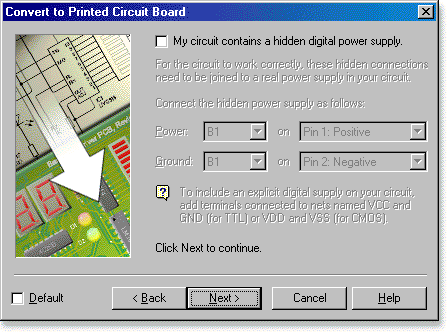 Convert to Printed Circuit Board
My circuit contains a hidden digital power supply.
For the circuit to work correctly, these hidden connections
need to be joined to a real power supply in your circuit.
Connect the hidden power supply as follows:
Power: B1 on Pin 1: Positive
Ground: B1 on Pin 2: Negative
To include an explicit digital supply on your circuit,
add terminals connected to nets named VCC and
GND (for TTL) or VDD and VSS (for CMOS).
Click Next to continue.
Default < Back Next > Cancel Help